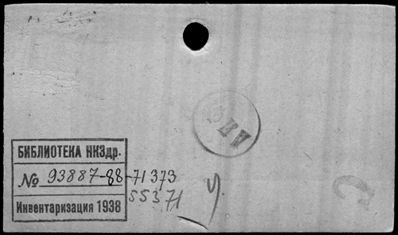 БИБЛИОТЕКА НКЗдр.
№ 93887-88-71373
55371
Инвентаризация 1938